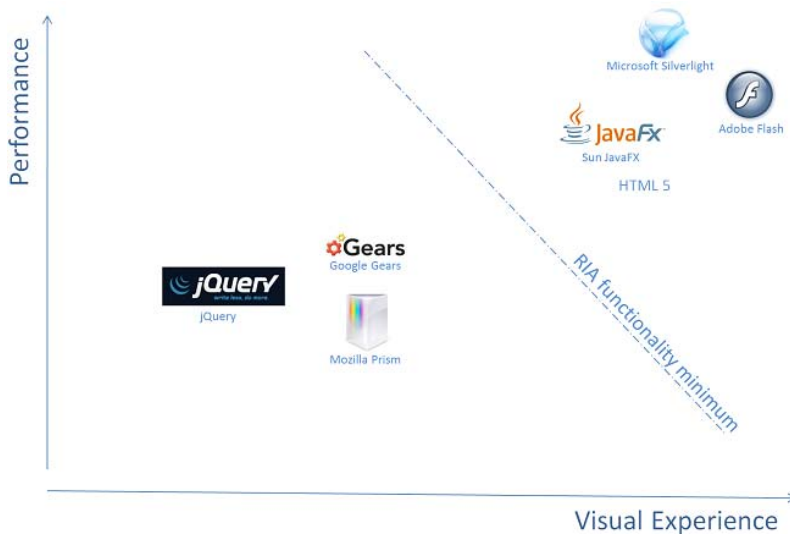 Performance
Microsoft Silverlight
Adobe Flash
JavaFx
Sun JavaFX
HTML 5
Gears
Google Gears
jQuery
write less, do more.
jQuery
Mozilla Prism
RIA functionality minimum
Visual Experience